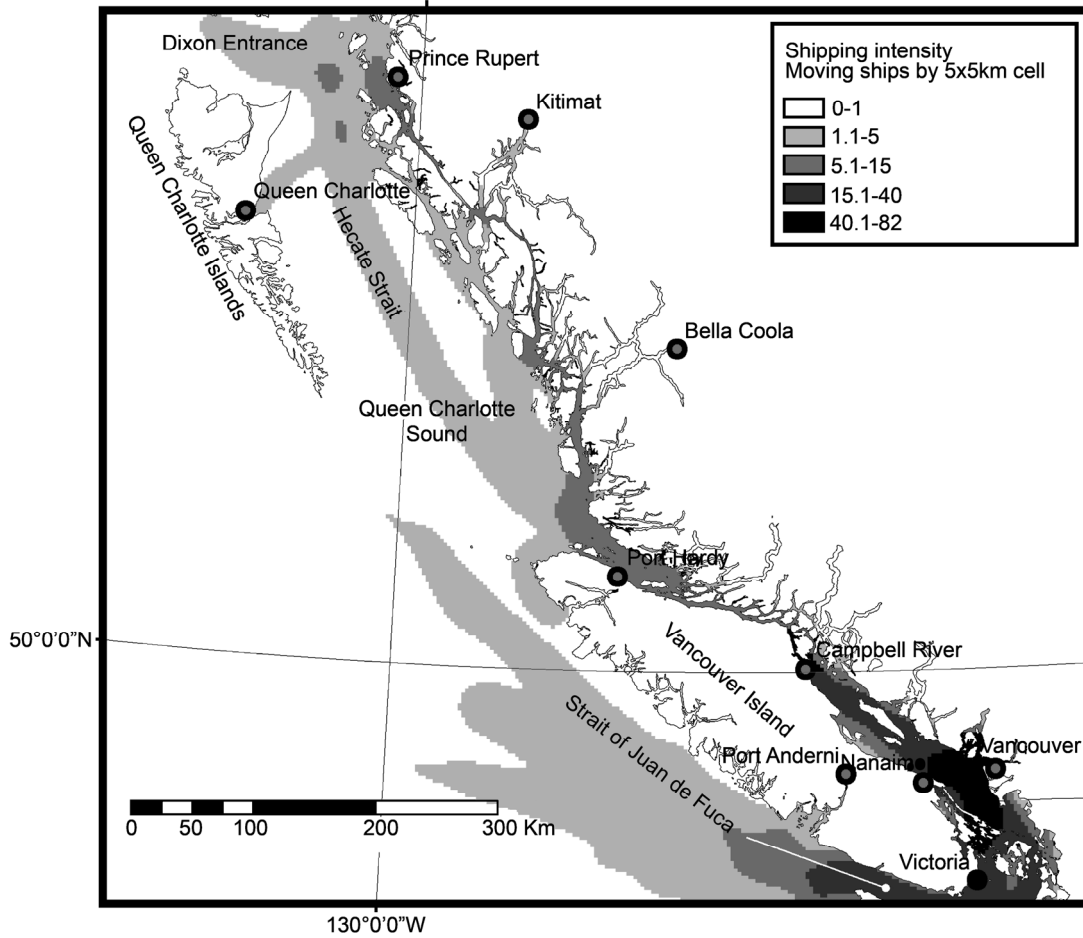 Dixon Entrance
Prince Rupert
Kitimat
Queen Charlotte
Queen Charlotte Islands
Hecate Strait
Bella Coola
Queen Charlotte
Sound
Port Hardy
50°0'0"N
Vancouver Island
Campbell River
Strait of Juan de Fuca
Port Anderni
Nanaimo
Vancouver
Victoria
0 50 100 200 300 Km
130°0'0"W
Shipping intensity
Moving ships by 5x5km cell
0-1
1.1-5
5.1-15
15.1-40
40.1-82